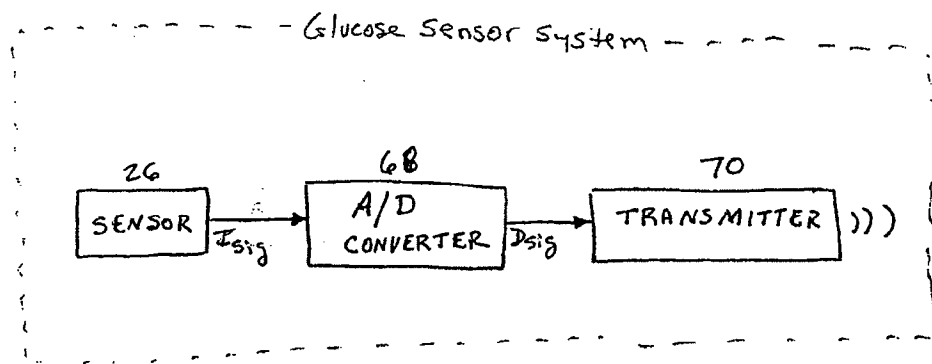 Glucose sensor system
26
68
70
SENSOR
A/D
CONVERTER
TRANSMITTER )))
Isig
Dsig